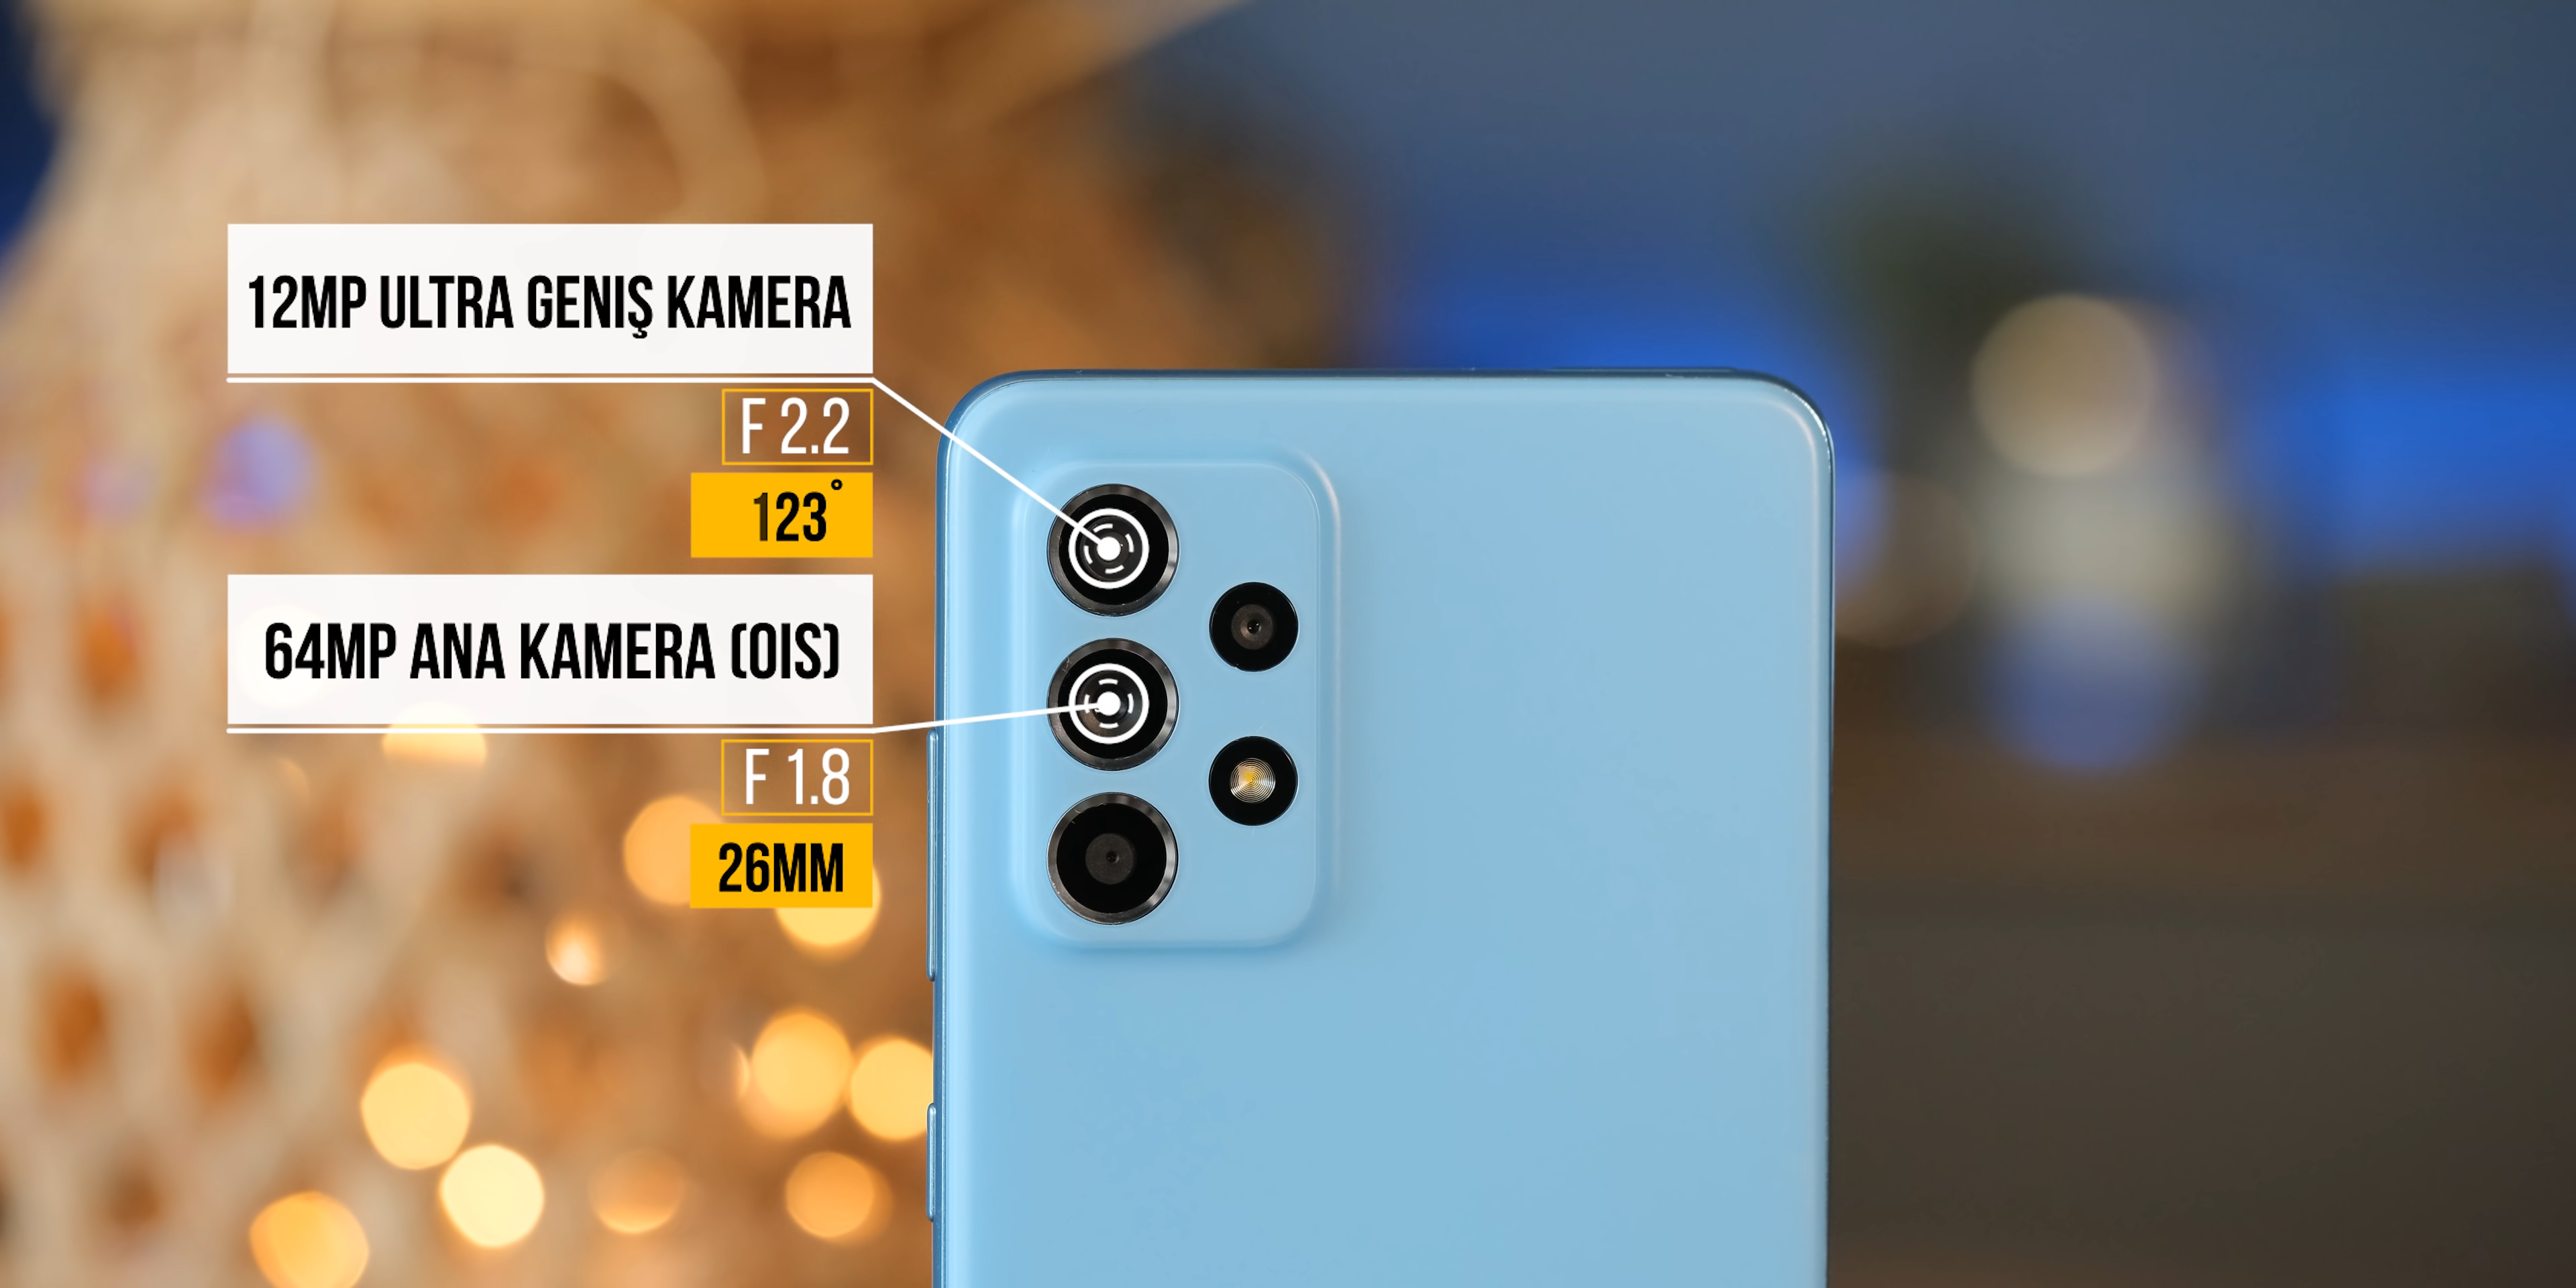 12MP ULTRA GENIŞ KAMERA
F 2.2
123°
64MP ANA KAMERA (OIS)
F 1.8
26MM